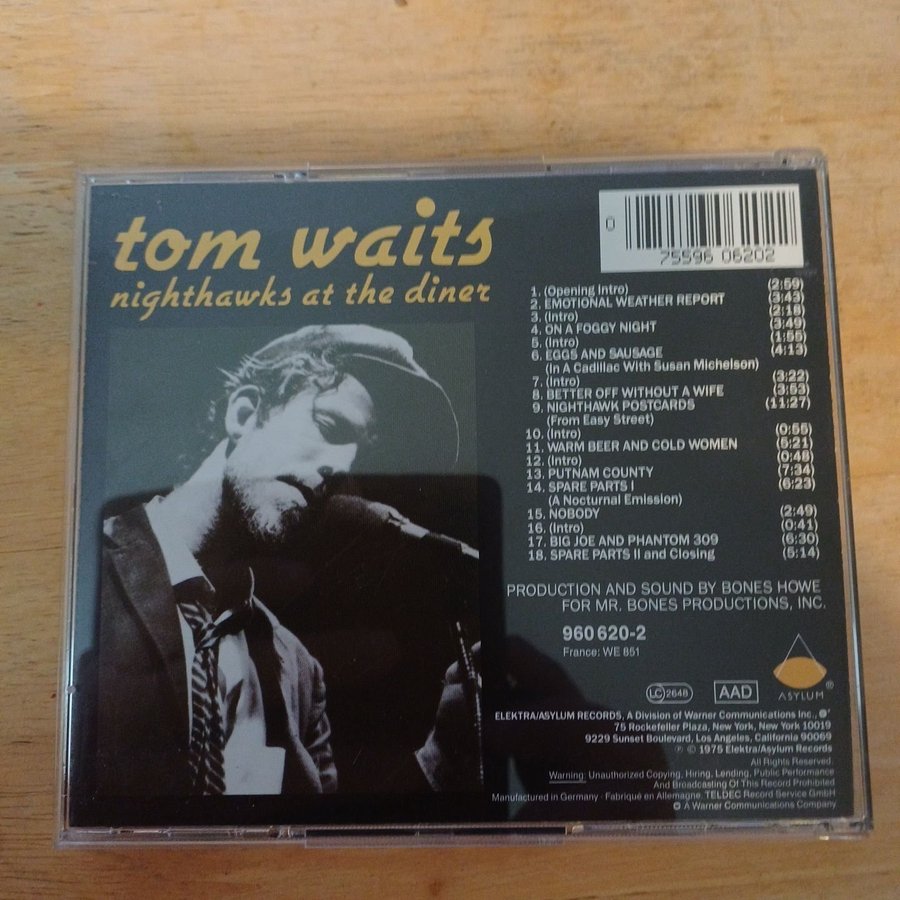 tom waits
nighthawks at the diner
0
75596 06202
1. (Opening Intro) (2:59)
2. EMOTIONAL WEATHER REPORT (3:43)
3. (Intro) (2:18)
4. ON A FOGGY NIGHT (3:49)
5. (Intro) (1:55)
6. EGGS AND SAUSAGE (4:13)
(In A Cadillac With Susan Michelson)
7. (Intro) (3:22)
8. BETTER OFF WITHOUT A WIFE (3:53)
9. NIGHTHAWK POSTCARDS (11:27)
(From Easy Street)
10. (Intro) (0:55)
11. WARM BEER AND COLD WOMEN (5:21)
12. (Intro) (0:48)
13. PUTNAM COUNTY (7:34)
14. SPARE PARTS I (6:23)
(A Nocturnal Emission)
15. NOBODY (2:49)
16. (Intro) (0:41)
17. BIG JOE AND PHANTOM 309 (6:30)
18. SPARE PARTS II and Closing (5:14)
PRODUCTION AND SOUND BY BONES HOWE
FOR MR. BONES PRODUCTIONS, INC.
960 620-2
France: WE 851
LC 2648 AAD ASYLUM ®
ELEKTRA/ASYLUM RECORDS, A Division of Warner Communications Inc.,
75 Rockefeller Plaza, New York, New York 10019
9229 Sunset Boulevard, Los Angeles, California 90069
℗ © 1975 Elektra/Asylum Records
All Rights Reserved.
Warning: Unauthorized Copying, Hiring, Lending, Public Performance
And Broadcasting Of This Record Prohibited
Manufactured in Germany · Fabriqué en Allemagne. TELDEC Record Service GmbH
A Warner Communications Company